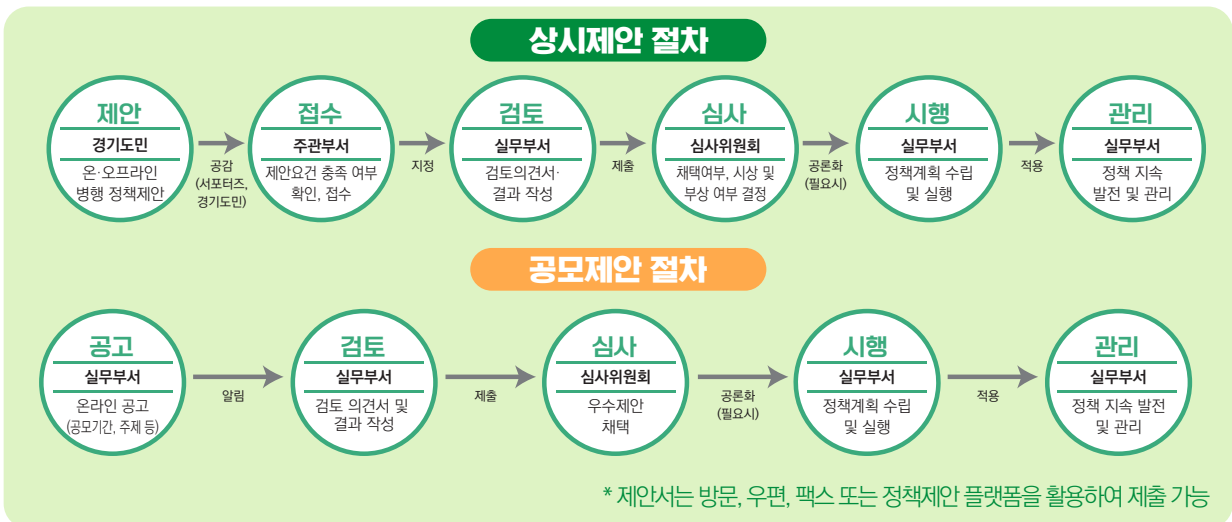 상시제안 절차
제안
경기도민
온·오프라인
병행 정책제안
공감
(서포터즈,
경기도민)
접수
주관부서
제안요건 충족 여부
확인, 접수
지정
검토
실무부서
검토의견서·
결과 작성
제출
심사
심사위원회
채택여부, 시상 및
부상 여부 결정
공론화
(필요시)
시행
실무부서
정책계획 수립
및 실행
적용
관리
실무부서
정책 지속
발전 및 관리
공모제안 절차
공고
실무부서
온라인 공고
(공모기간, 주제 등)
알림
검토
실무부서
검토 의견서 및
결과 작성
제출
심사
심사위원회
우수제안
채택
공론화
(필요시)
시행
실무부서
정책계획 수립
및 실행
적용
관리
실무부서
정책 지속 발전
및 관리
* 제안서는 방문, 우편, 팩스 또는 정책제안 플랫폼을 활용하여 제출 가능